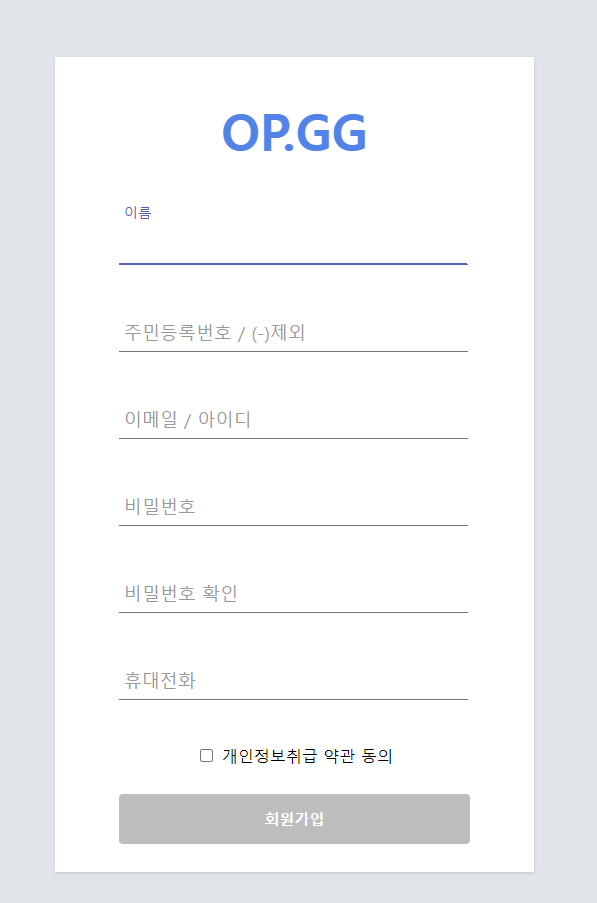 OP.GG
이름
주민등록번호 / (-)제외
이메일 / 아이디
비밀번호
비밀번호 확인
휴대전화
개인정보취급 약관 동의
회원가입